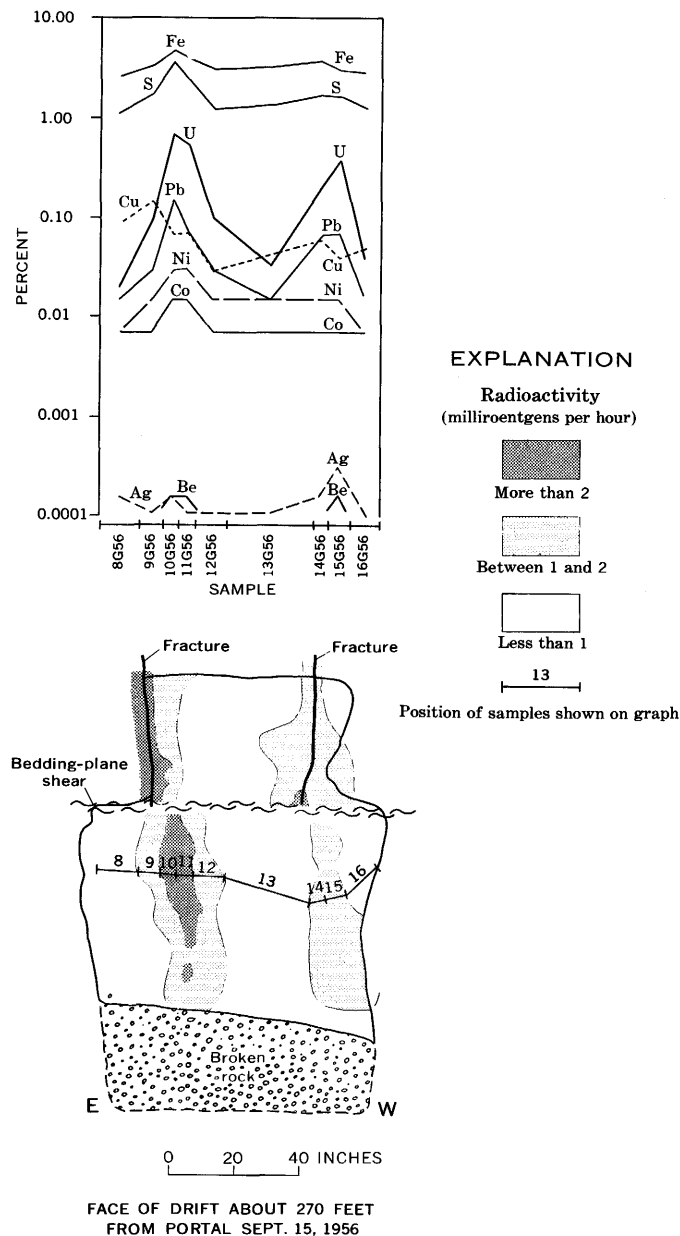 10.00
1.00
0.10
0.01
0.001
0.0001
PERCENT
Fe
Fe
S
S
U
U
Cu
Pb
Pb
Cu
Ni
Ni
Co
Co
Ag
Be
Ag
Be
8G56
9G56
10G56
11G56
12G56
13G56
14G56
15G56
16G56
SAMPLE
EXPLANATION
Radioactivity
(milliroentgens per hour)
More than 2
Between 1 and 2
Less than 1
13
Position of samples shown on graph
Fracture
Fracture
Bedding-plane
shear
8
9
10
11
12
13
14
15
16
Broken
rock
E
W
0 20 40 INCHES
FACE OF DRIFT ABOUT 270 FEET
FROM PORTAL SEPT. 15, 1956